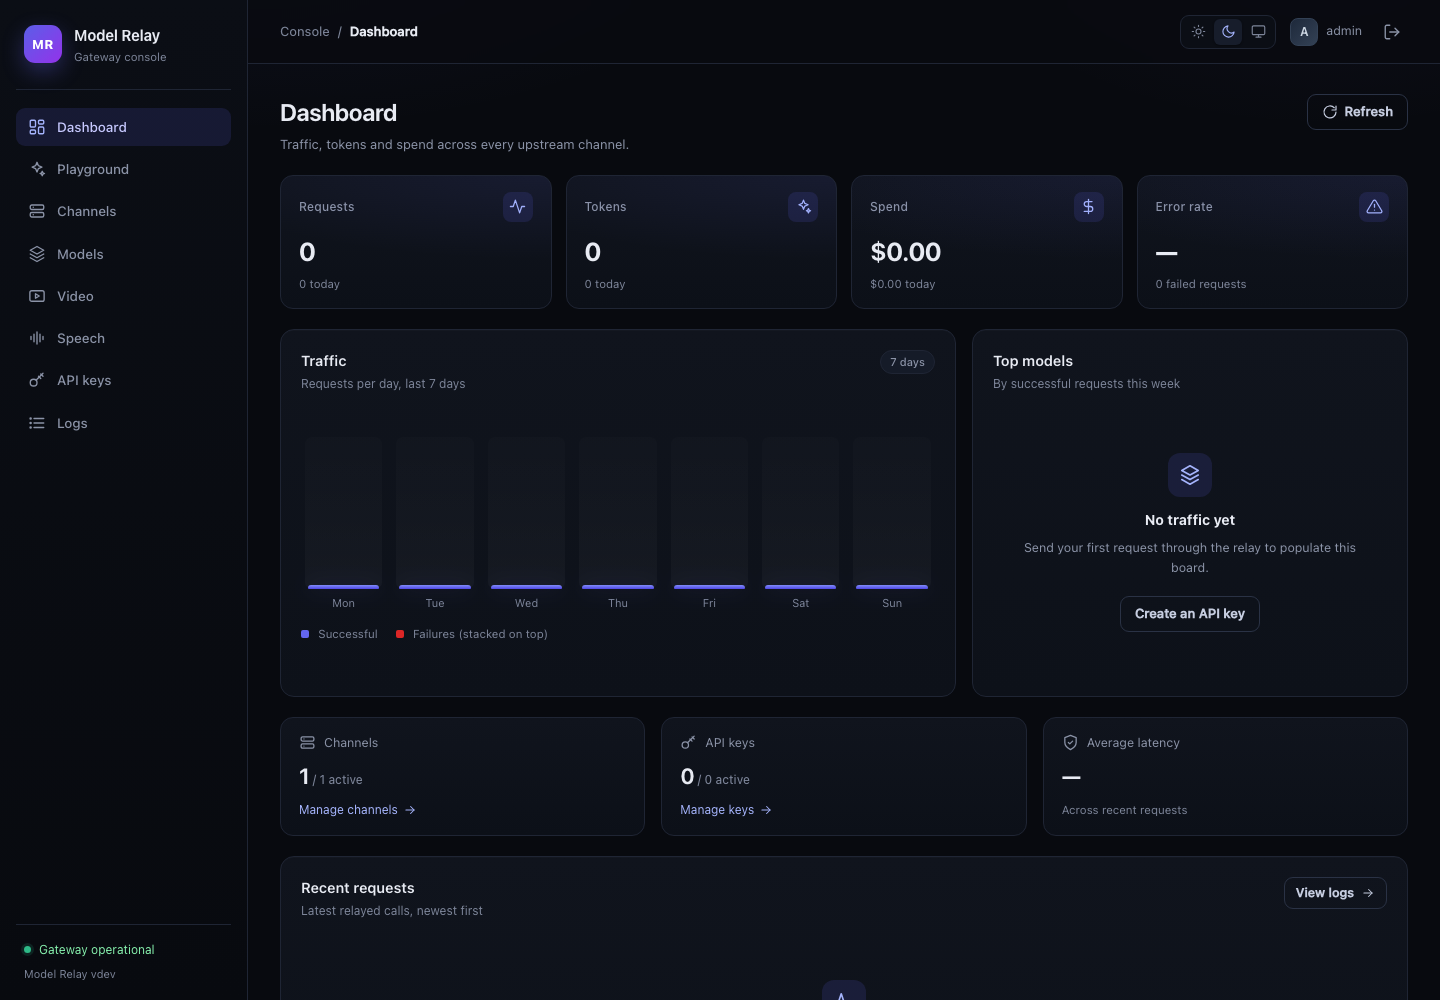 MR
Model Relay
Gateway console
Dashboard
Playground
Channels
Models
Video
Speech
API keys
Logs
Gateway operational
Model Relay vdev
Console / Dashboard
A
admin
Dashboard
Traffic, tokens and spend across every upstream channel.
Refresh
Requests
0
0 today
Tokens
0
0 today
Spend
$0.00
$0.00 today
Error rate
—
0 failed requests
Traffic
Requests per day, last 7 days
7 days
Mon
Tue
Wed
Thu
Fri
Sat
Sun
Successful
Failures (stacked on top)
Top models
By successful requests this week
No traffic yet
Send your first request through the relay to populate this
board.
Create an API key
Channels
1 / 1 active
Manage channels →
API keys
0 / 0 active
Manage keys →
Average latency
—
Across recent requests
Recent requests
Latest relayed calls, newest first
View logs →